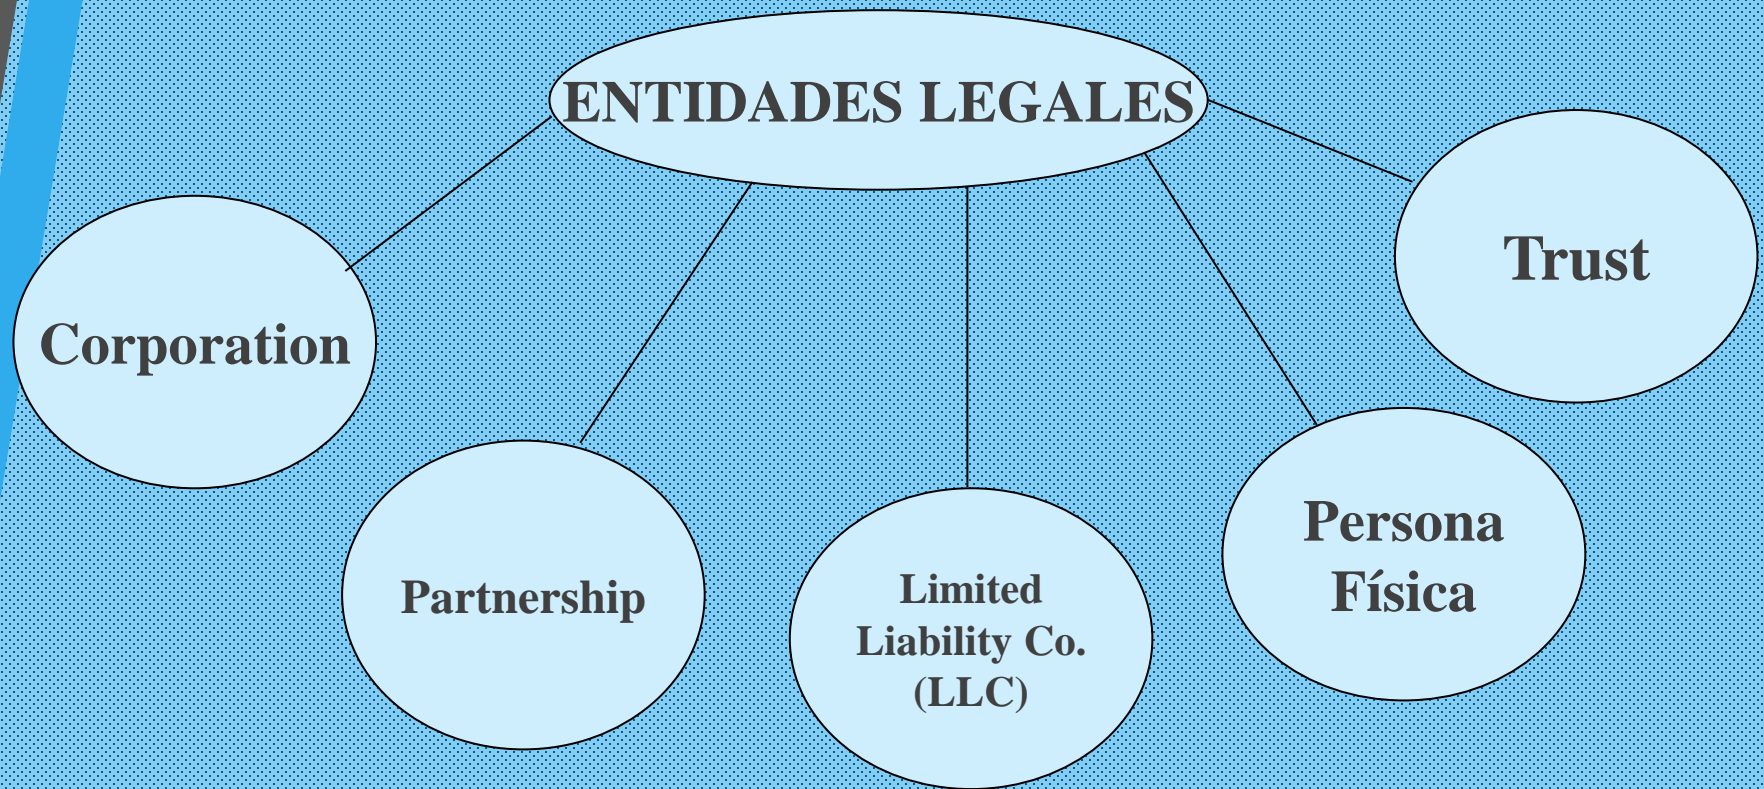 ENTIDADES LEGALES
Trust
Corporation
Persona
Física
Partnership
Limited
Liability Co.
(LLC)